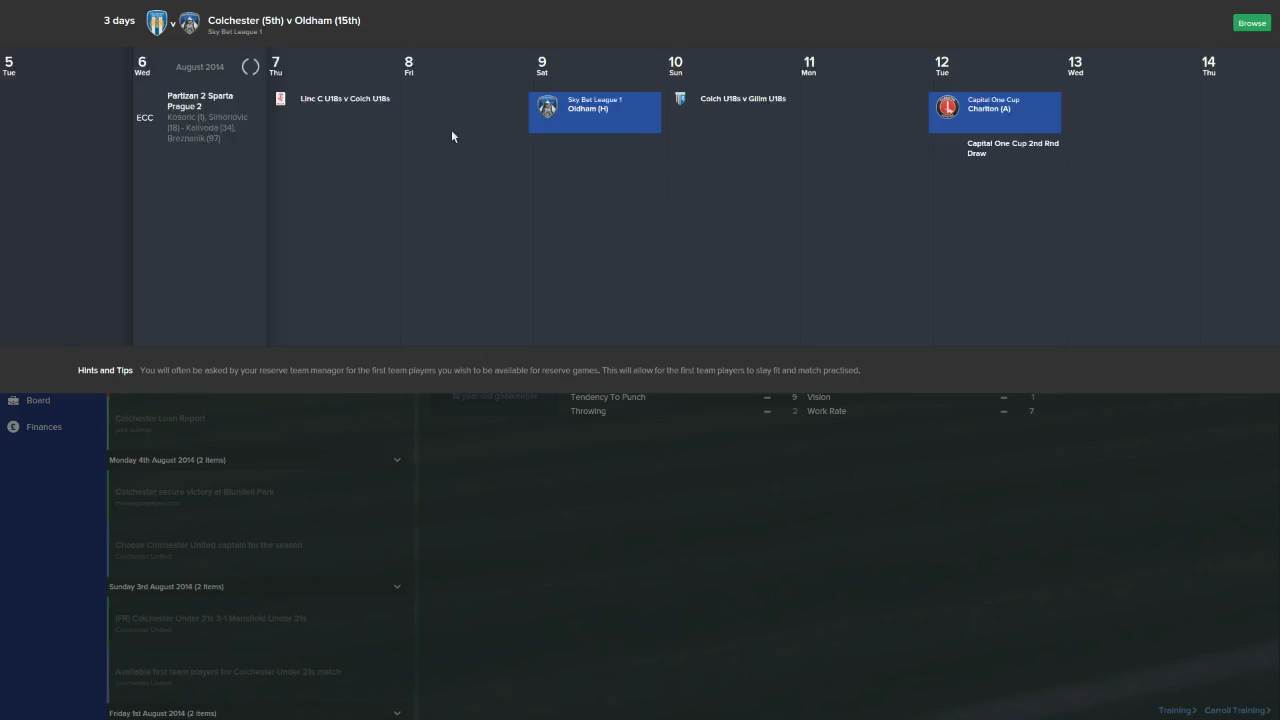 3 days
v
Colchester (5th) v Oldham (15th)
Sky Bet League 1
Browse
5
Tue
6
Wed
August 2014
7
Thu
8
Fri
9
Sat
10
Sun
11
Mon
12
Tue
13
Wed
14
Thu
ECC
Partizan 2 Sparta
Prague 2
Kosoric (1), Simonovic
(18) - Kalivoda (34),
Breznanik (97)
Linc C U18s v Colch U18s
Sky Bet League 1
Oldham (H)
Colch U18s v Gillm U18s
Capital One Cup
Charlton (A)
Capital One Cup 2nd Rnd
Draw
Hints and Tips
You will often be asked by your reserve team manager for the first team players you wish to be available for reserve games. This will allow for the first team players to stay fit and match practised.
Board
Finances
Colchester Loan Report
Monday 4th August 2014 (2 items)
Colchester secure victory at Blundell Park
Choose Colchester United captain for the season
Colchester United
Sunday 3rd August 2014 (2 items)
[FR] Colchester Under 21s 3-1 Mansfield Under 21s
Colchester United
Available first team players for Colchester Under 21s match
Colchester United
Friday 1st August 2014 (2 items)
year-old goalkeeper
Tendency To Punch 9 Vision 1
Throwing 2 Work Rate 7
Training> Carroll Training>